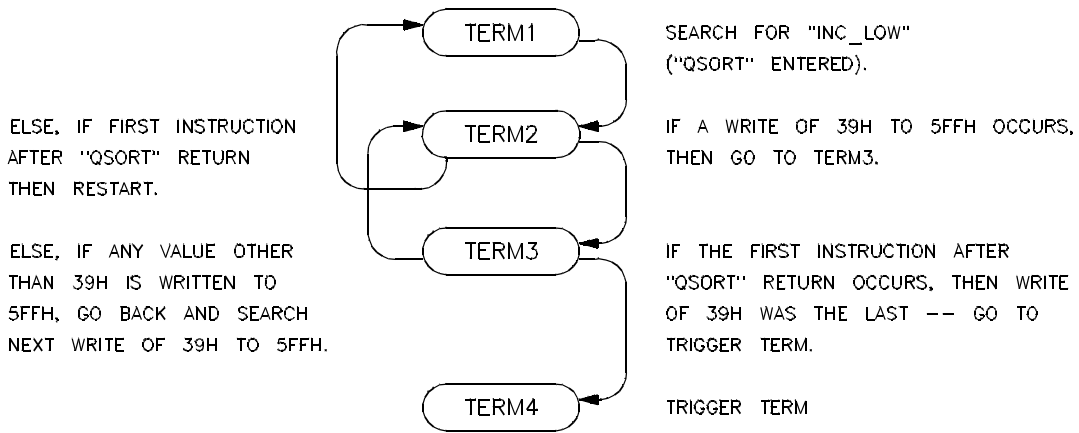 TERM1
SEARCH FOR "INC_LOW"
("QSORT" ENTERED).
ELSE, IF FIRST INSTRUCTION
AFTER "QSORT" RETURN
THEN RESTART.
TERM2
IF A WRITE OF 39H TO 5FFH OCCURS,
THEN GO TO TERM3.
ELSE, IF ANY VALUE OTHER
THAN 39H IS WRITTEN TO
5FFH, GO BACK AND SEARCH
NEXT WRITE OF 39H TO 5FFH.
TERM3
IF THE FIRST INSTRUCTION AFTER
"QSORT" RETURN OCCURS, THEN WRITE
OF 39H WAS THE LAST -- GO TO
TRIGGER TERM.
TERM4
TRIGGER TERM